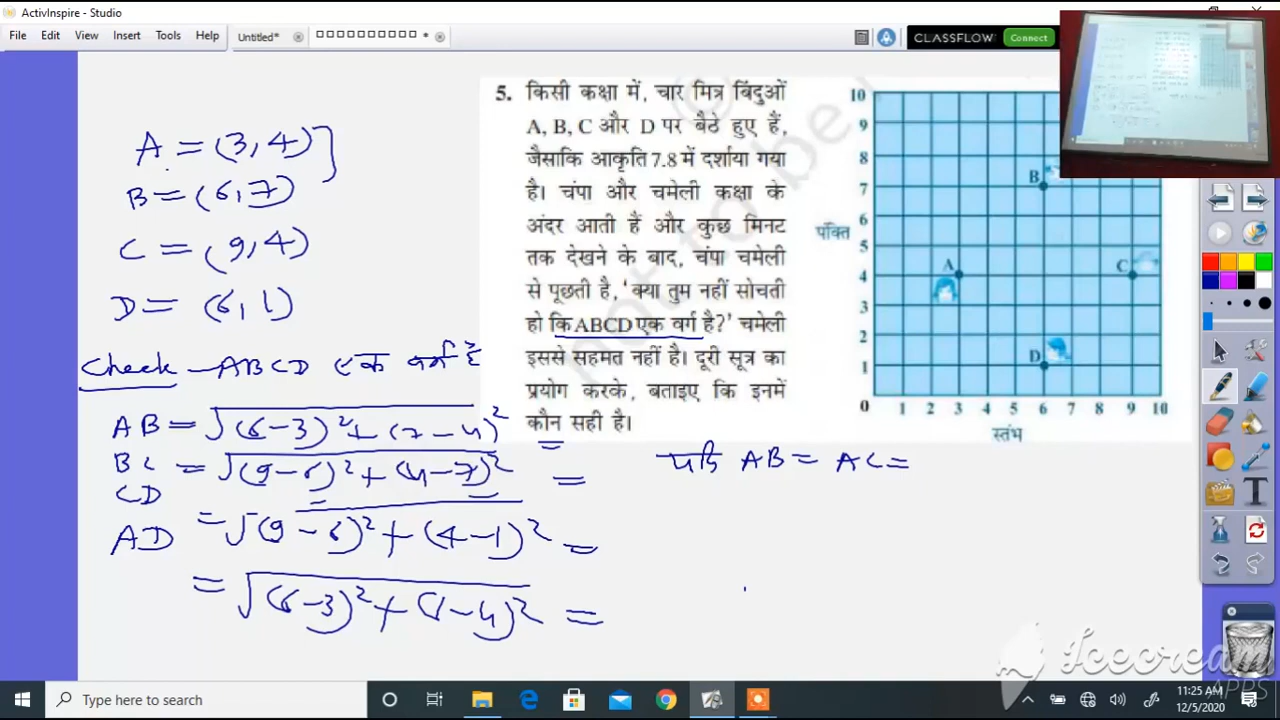 ActivInspire - Studio
File Edit View Insert Tools Help
Untitled*
CLASSFLOW Connect
A = (3,4)]
B = (6,7)
C = (9,4)
D = (6,1)
Check - ABCD एक वर्ग है
AB = √(6-3)²+(7-4)² =
BC = √(9-6)²+(4-7)² =
CD
= √(9-6)²+(4-1)² =
AD
= √(6-3)²+(1-4)² =
5. किसी कक्षा में, चार मित्र बिंदुओं
A, B, C और D पर बैठे हुए हैं,
जैसाकि आकृति 7.8 में दर्शाया गया
है। चंपा और चमेली कक्षा के
अंदर आती हैं और कुछ मिनट
तक देखने के बाद, चंपा चमेली
से पूछती है, 'क्या तुम नहीं सोचती
हो कि ABCD एक वर्ग है?' चमेली
इससे सहमत नहीं है। दूरी सूत्र का
प्रयोग करके, बताइए कि इनमें
कौन सही है।
यदि AB = AC =
10
9
8
7
6
5
4
3
2
1
0 1 2 3 4 5 6 7 8 9 10
पंक्ति
स्तंभ
B
A
C
D
not to be
Icecream
APPS
Type here to search
11:25 AM
12/5/2020